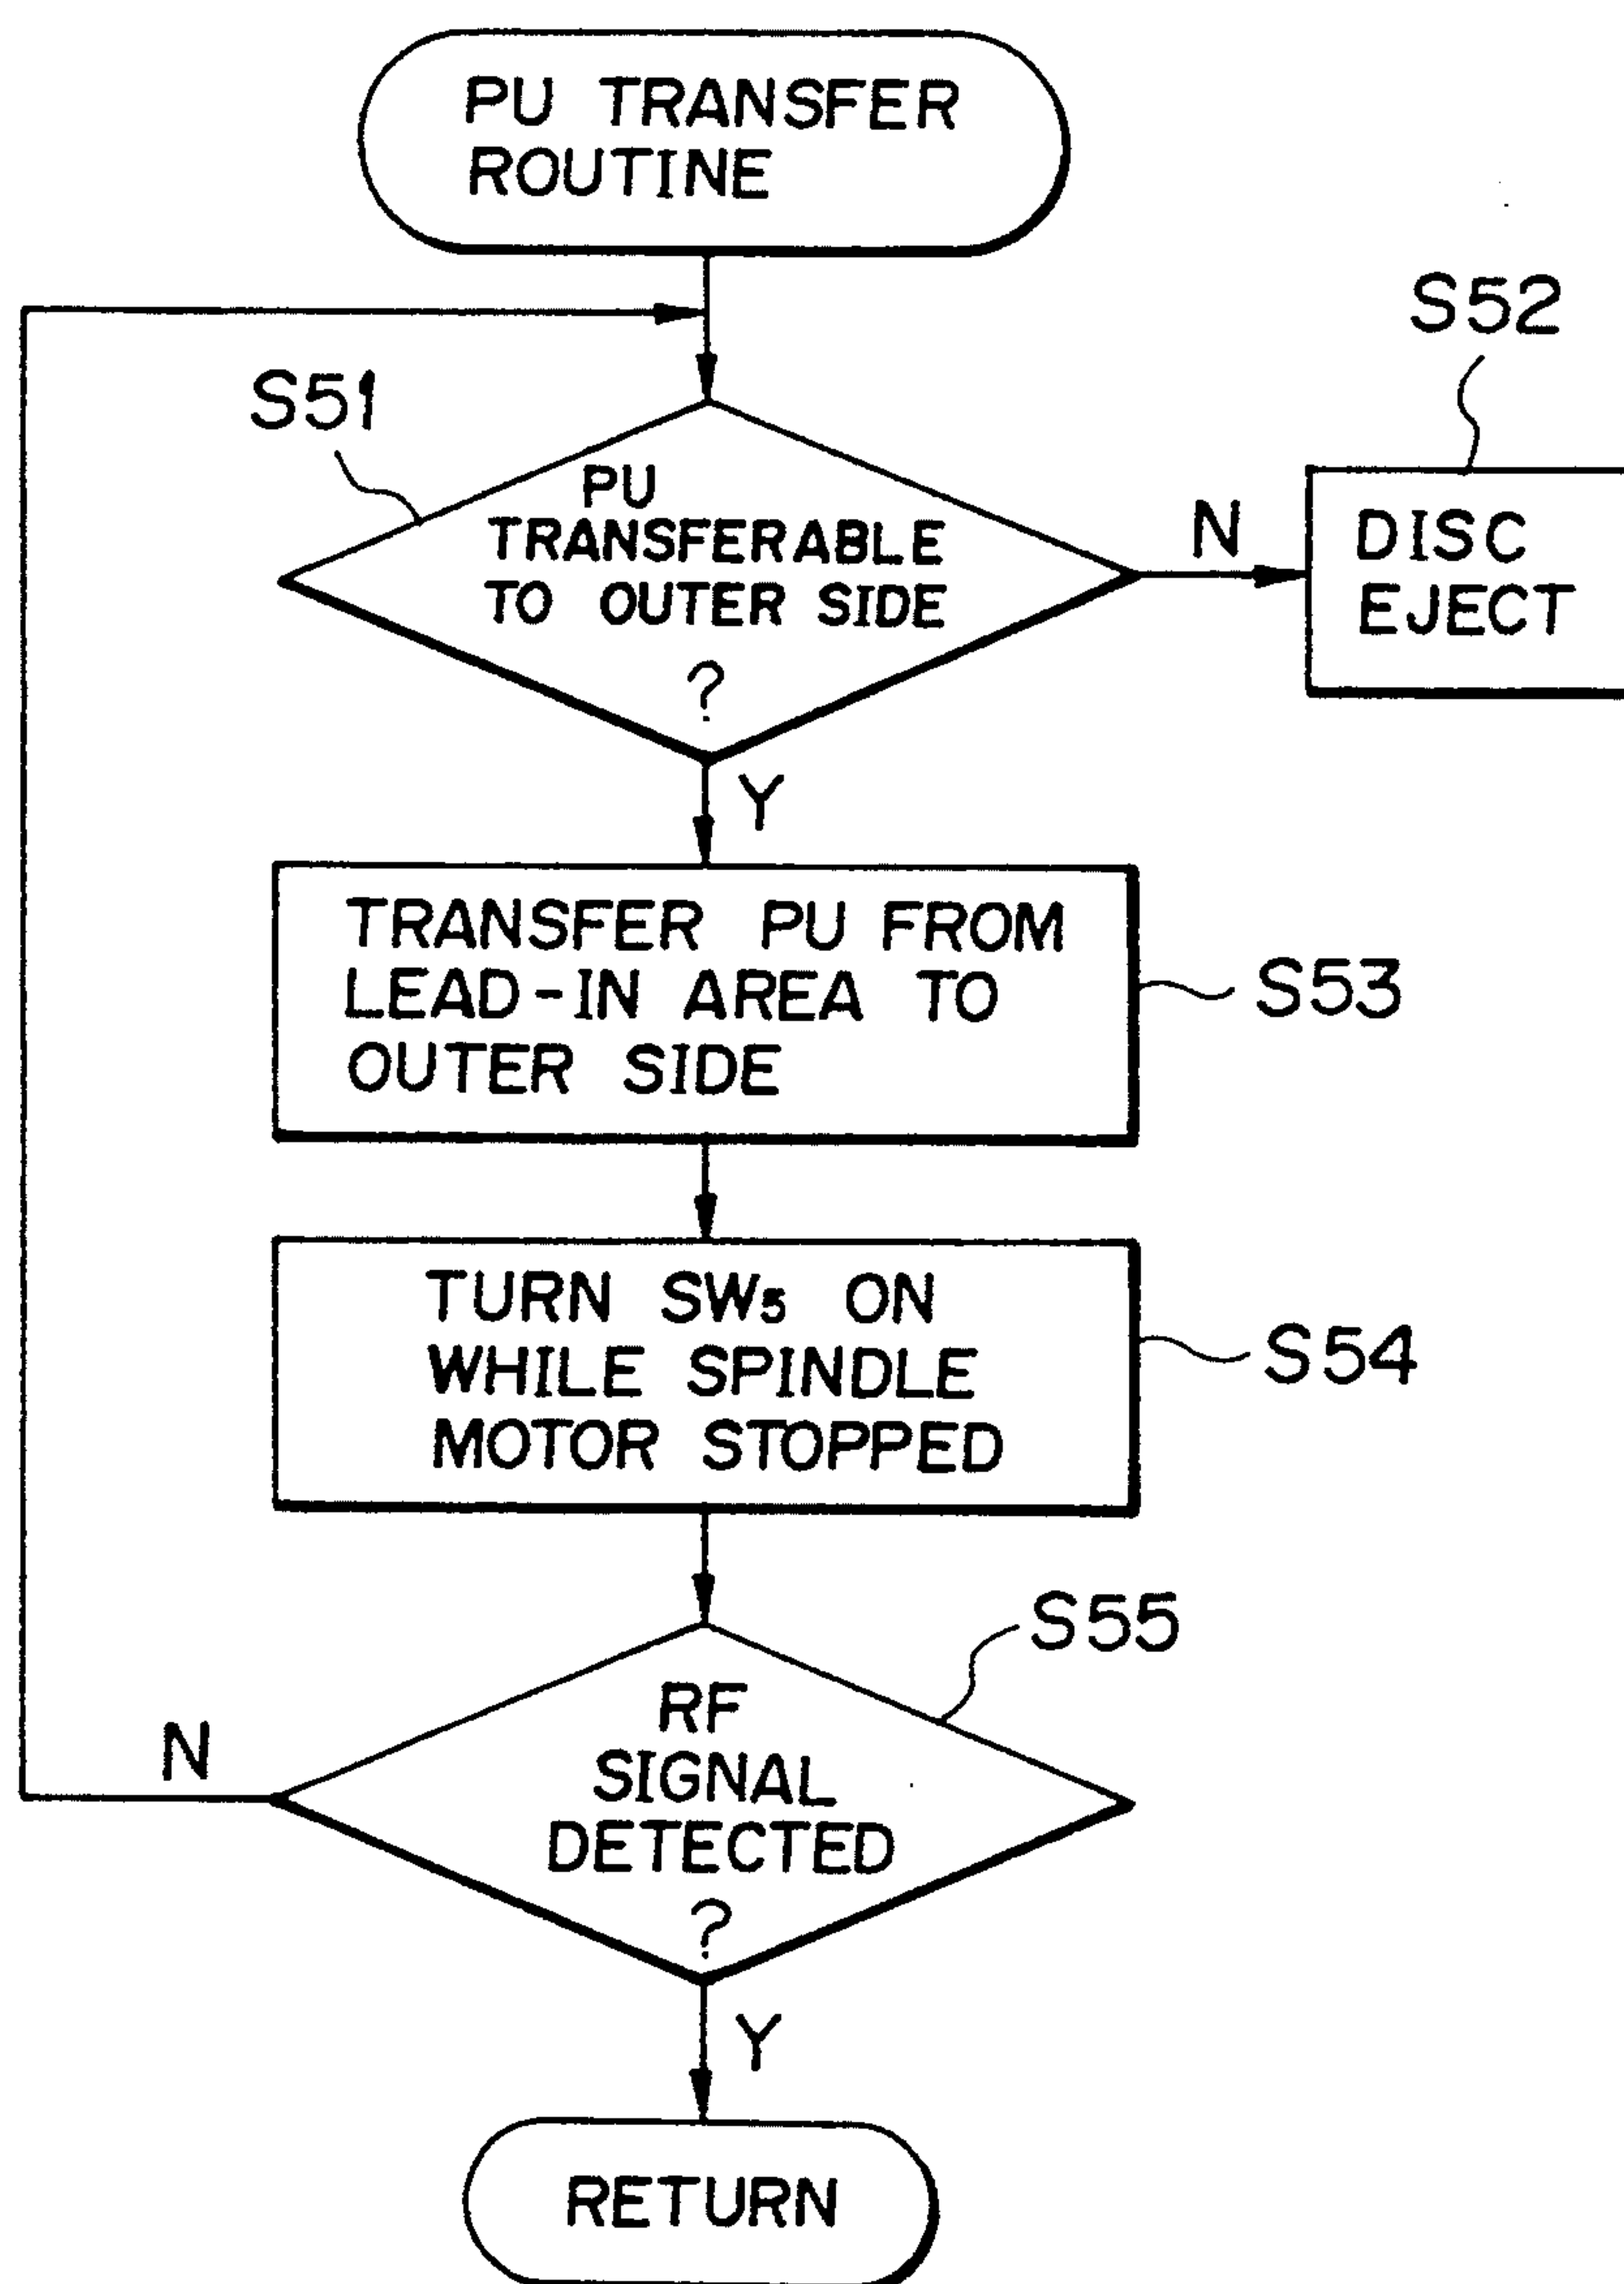 PU TRANSFER
ROUTINE
S51
PU
TRANSFERABLE
TO OUTER SIDE
?
N
S52
DISC
EJECT
Y
TRANSFER PU FROM
LEAD-IN AREA TO
OUTER SIDE
S53
TURN SW5 ON
WHILE SPINDLE
MOTOR STOPPED
S54
RF
SIGNAL
DETECTED
?
S55
N
Y
RETURN